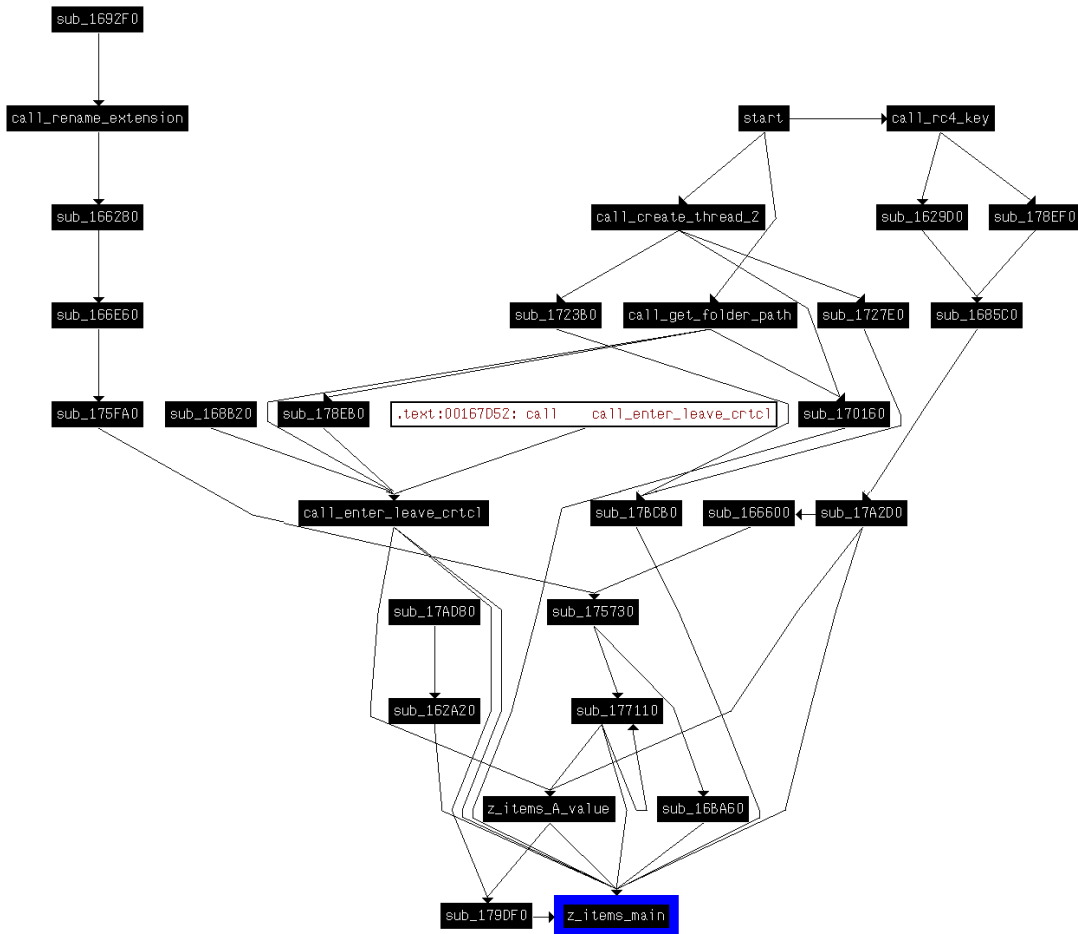 sub_1692F0
call_rename_extension
start
call_rc4_key
sub_1662B0
call_create_thread_2
sub_1629D0
sub_178EF0
sub_166E60
sub_1723B0
call_get_folder_path
sub_1727E0
sub_1685C0
sub_175FA0
sub_168B20
sub_178EB0
.text:00167D52: call call_enter_leave_crtcl
sub_170160
call_enter_leave_crtcl
sub_17BCB0
sub_166600
sub_17A2D0
sub_17AD80
sub_175730
sub_162A20
sub_177110
z_items_A_value
sub_16BA60
sub_179DF0
z_items_main